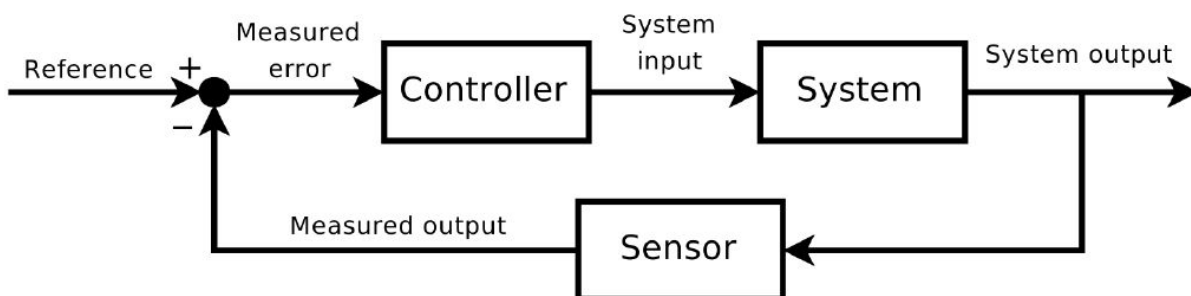 Reference
+
−
Measured
error
Controller
System
input
System
System output
Measured output
Sensor